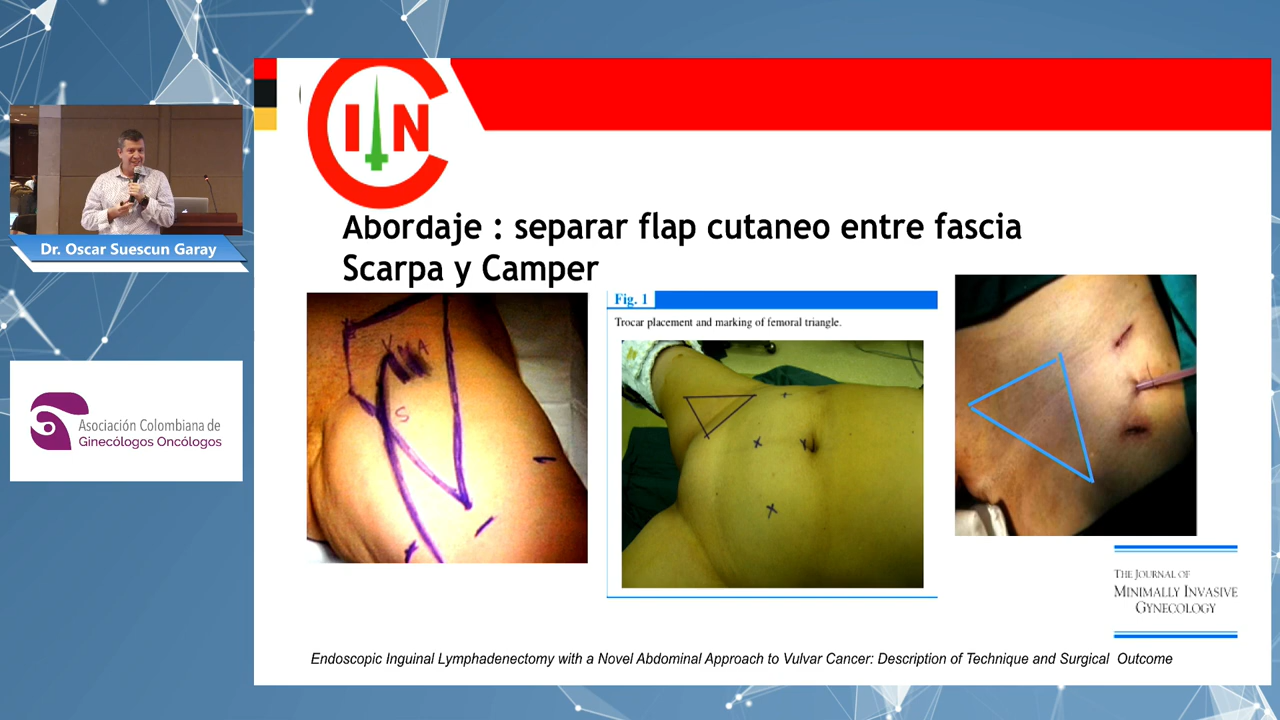 CIN
Abordaje : separar flap cutaneo entre fascia
Scarpa y Camper
Dr. Oscar Suescun Garay
Asociación Colombiana de
Ginecólogos Oncólogos
Fig. 1
Trocar placement and marking of femoral triangle.
S
THE JOURNAL OF
MINIMALLY INVASIVE
GYNECOLOGY
Endoscopic Inguinal Lymphadenectomy with a Novel Abdominal Approach to Vulvar Cancer: Description of Technique and Surgical Outcome